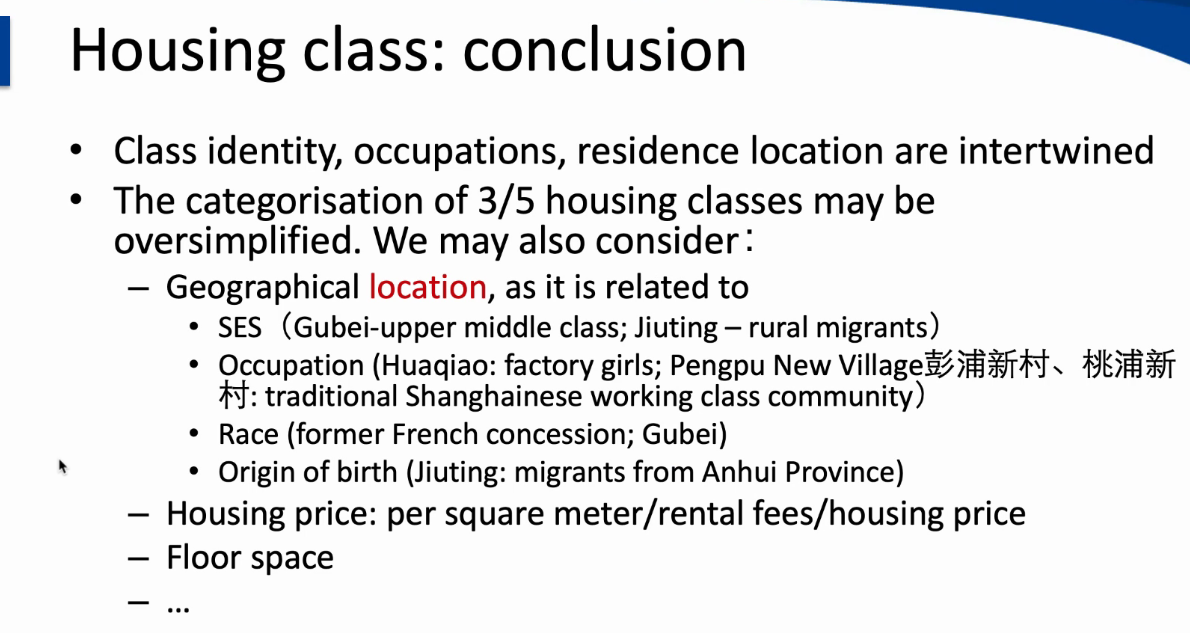 Housing class: conclusion
• Class identity, occupations, residence location are intertwined
• The categorisation of 3/5 housing classes may be
oversimplified. We may also consider：
– Geographical location, as it is related to
• SES（Gubei-upper middle class; Jiuting – rural migrants）
• Occupation (Huaqiao: factory girls; Pengpu New Village彭浦新村、桃浦新
村: traditional Shanghainese working class community）
• Race (former French concession; Gubei)
• Origin of birth (Jiuting: migrants from Anhui Province)
– Housing price: per square meter/rental fees/housing price
– Floor space
– …